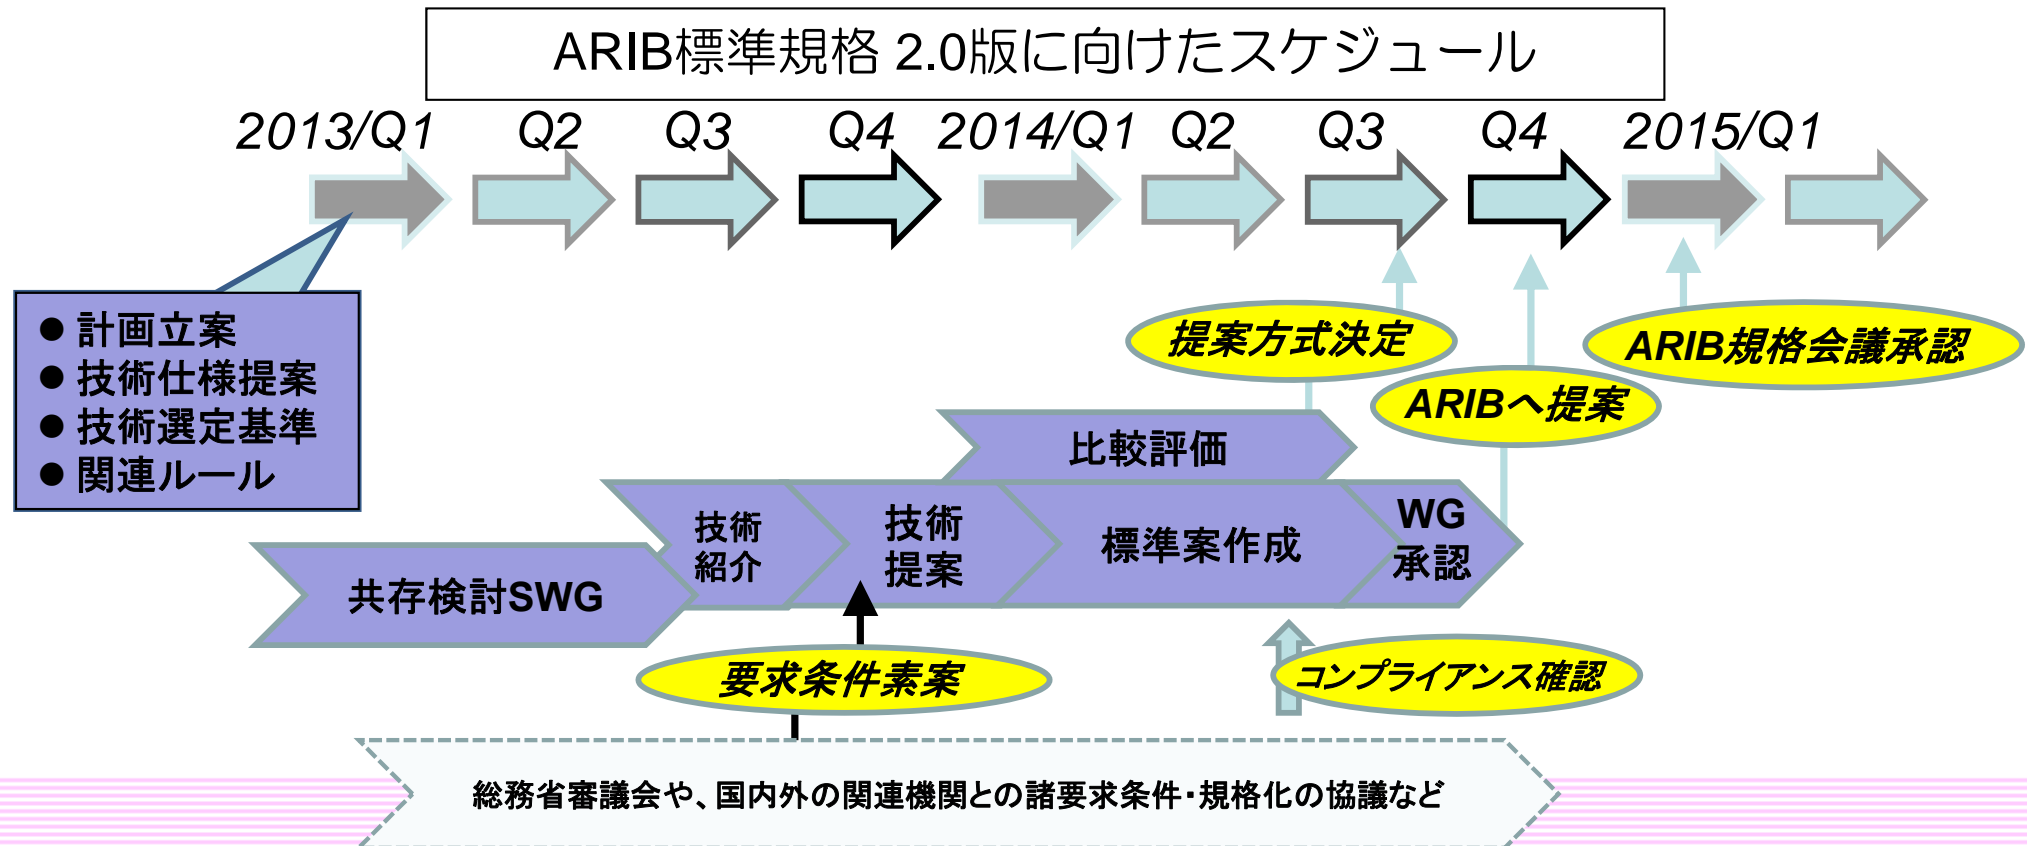 ARIB標準規格 2.0版に向けたスケジュール
2013/Q1 Q2 Q3 Q4 2014/Q1 Q2 Q3 Q4 2015/Q1
● 計画立案
● 技術仕様提案
● 技術選定基準
● 関連ルール
提案方式決定
ARIB規格会議承認
ARIBへ提案
比較評価
技術
紹介
技術
提案
標準案作成
WG
承認
共存検討SWG
要求条件素案
コンプライアンス確認
総務省審議会や、国内外の関連機関との諸要求条件・規格化の協議など